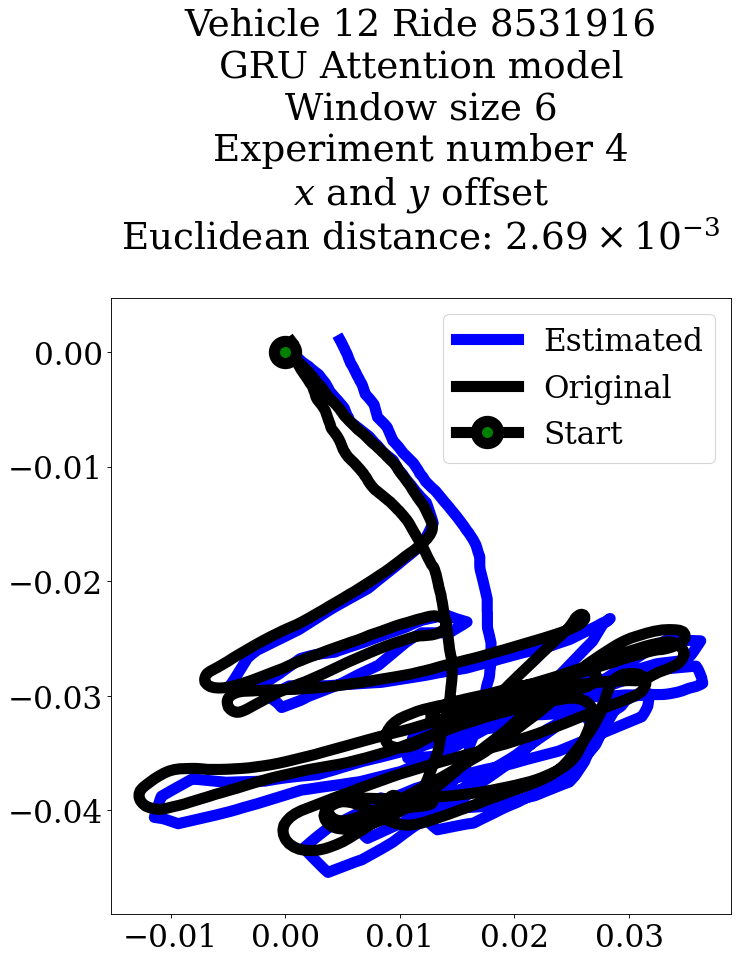 Vehicle 12 Ride 8531916
GRU Attention model
Window size 6
Experiment number 4
x and y offset
Euclidean distance: 2.69 × 10⁻³
Estimated
Original
Start
0.00
−0.01
−0.02
−0.03
−0.04
−0.01 0.00 0.01 0.02 0.03